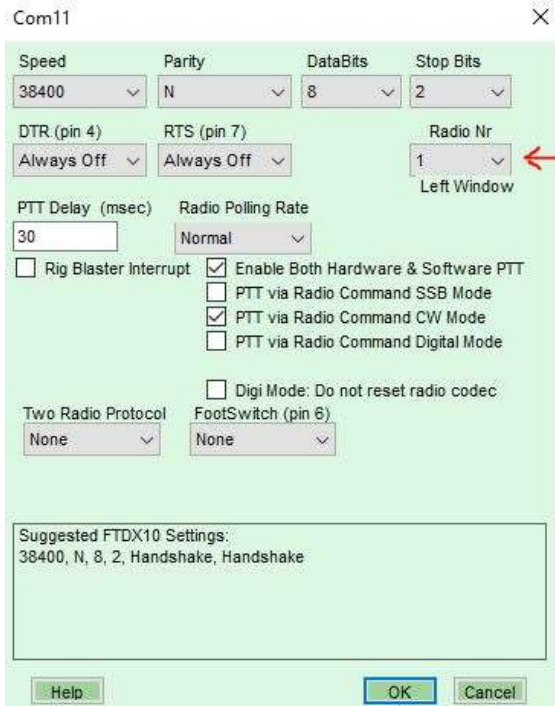 Com11
Speed Parity DataBits Stop Bits
38400 N 8 2
DTR (pin 4) RTS (pin 7) Radio Nr
Always Off Always Off 1
Left Window
PTT Delay (msec) Radio Polling Rate
30 Normal
Rig Blaster Interrupt Enable Both Hardware & Software PTT
PTT via Radio Command SSB Mode
PTT via Radio Command CW Mode
PTT via Radio Command Digital Mode
Digi Mode: Do not reset radio codec
Two Radio Protocol FootSwitch (pin 6)
None None
Suggested FTDX10 Settings:
38400, N, 8, 2, Handshake, Handshake
Help OK Cancel